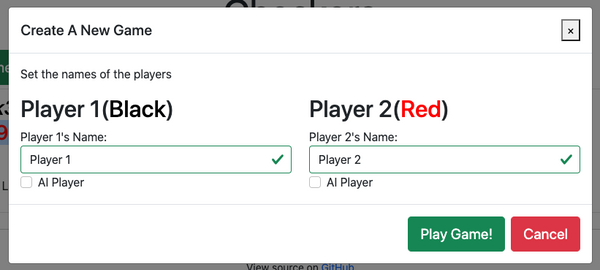 Create A New Game
×
Set the names of the players
Player 1(Black)
Player 2(Red)
Player 1's Name:
Player 2's Name:
Player 1
Player 2
AI Player
AI Player
Play Game!
Cancel
View source on GitHub